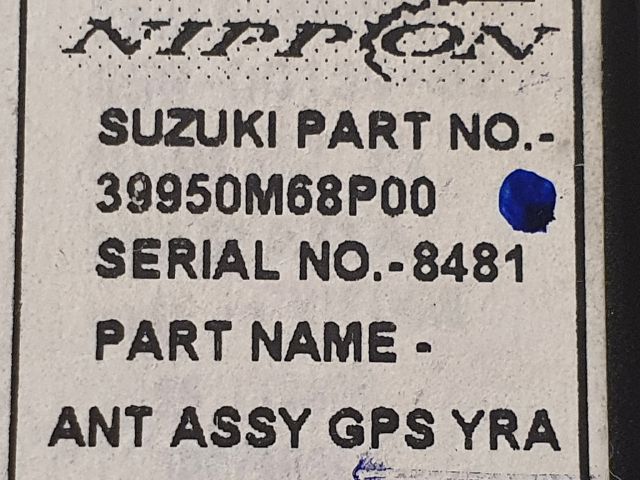 NIPPON
SUZUKI PART NO.-
39950M68P00
SERIAL NO.-8481
PART NAME -
ANT ASSY GPS YRA